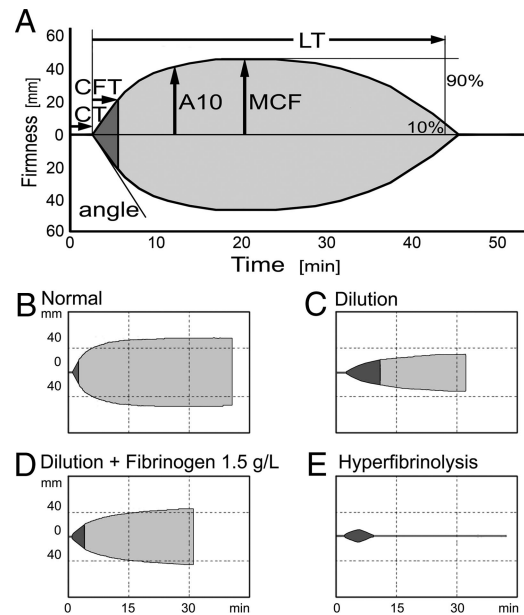 A
60
40
20
0
20
40
60
Firmness [mm]
LT
CFT
CT
A10
MCF
90%
10%
angle
0 10 20 30 40 50
Time [min]
B Normal
mm
40
0
40
C Dilution
D Dilution + Fibrinogen 1.5 g/L
mm
40
0
40
0 15 30 min
E Hyperfibrinolysis
0 15 30 min